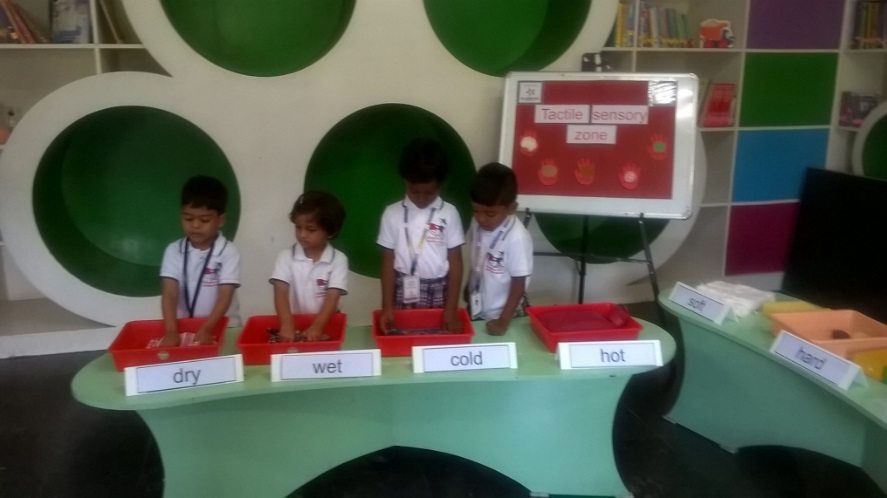 Tactile sensory
zone
dry
wet
cold
hot
soft
hard